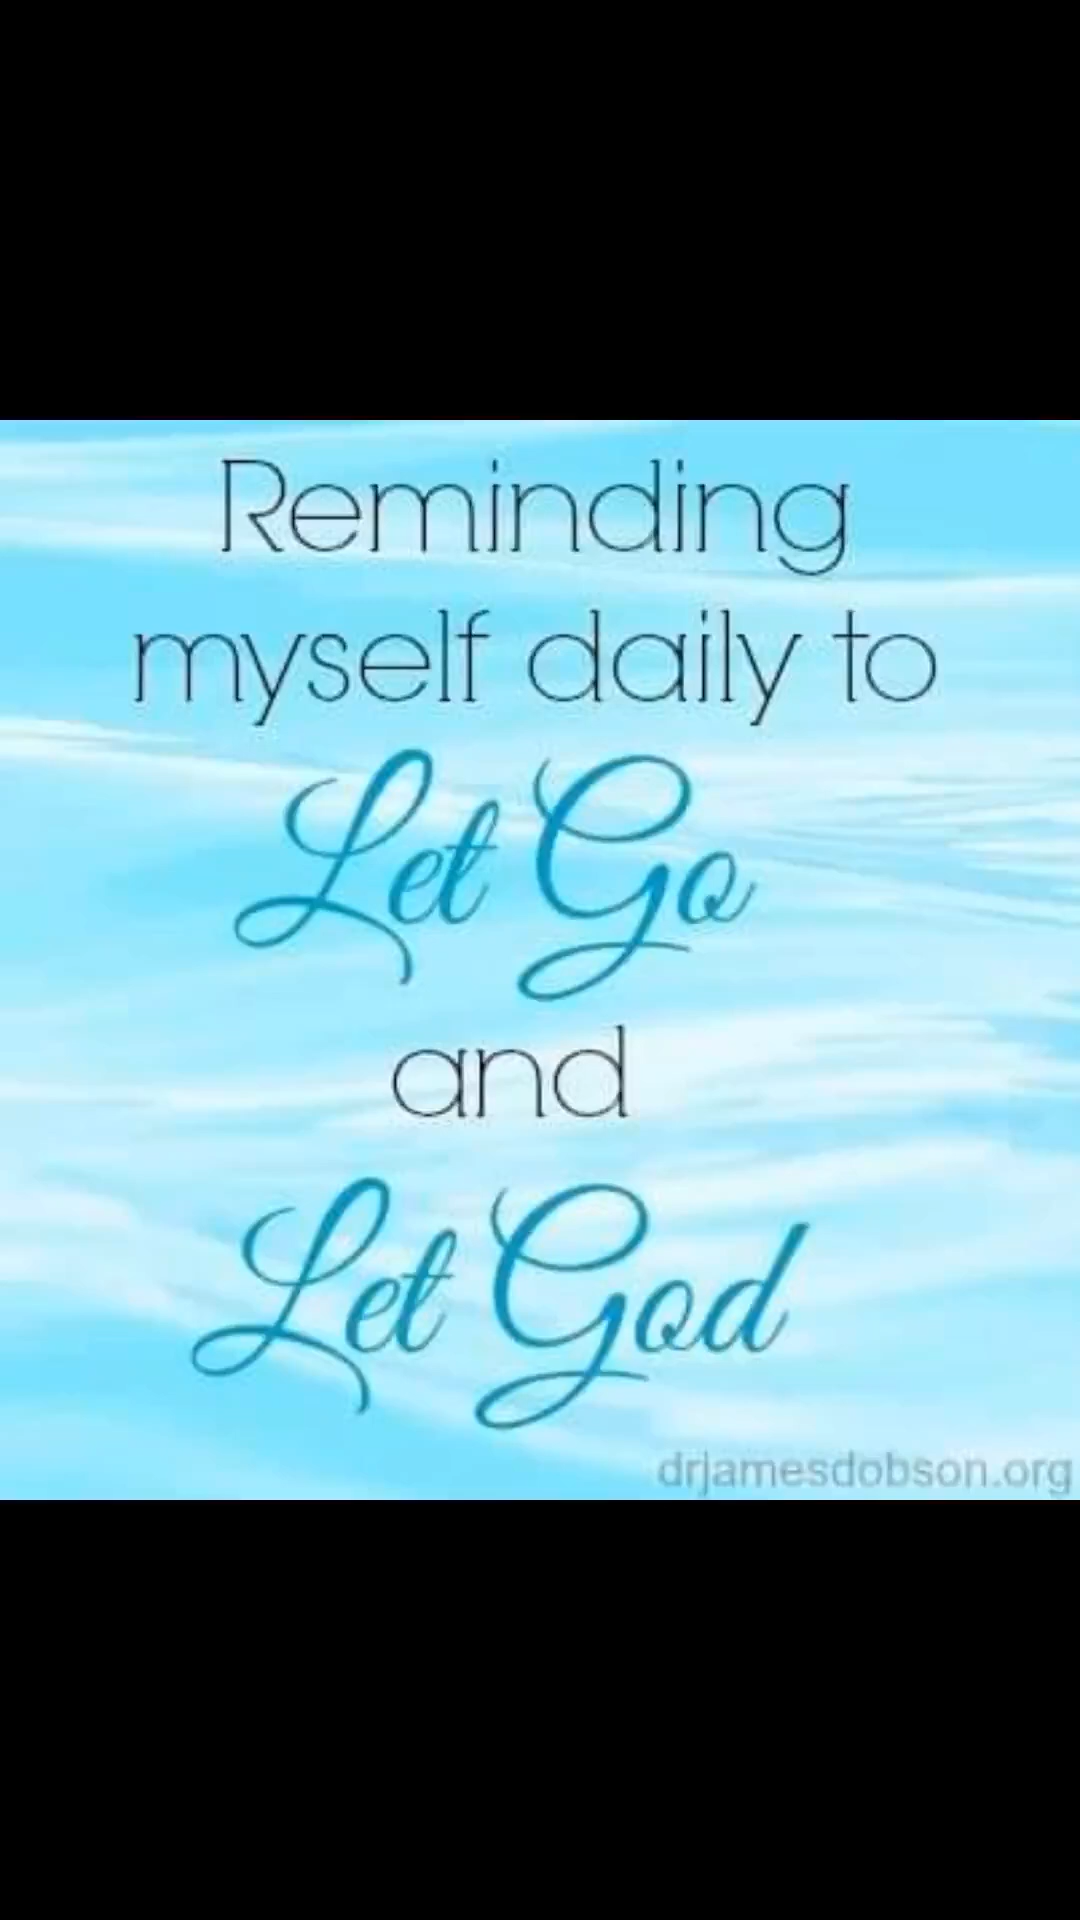 Reminding
myself daily to
Let Go
and
Let God
drjamesdobson.org